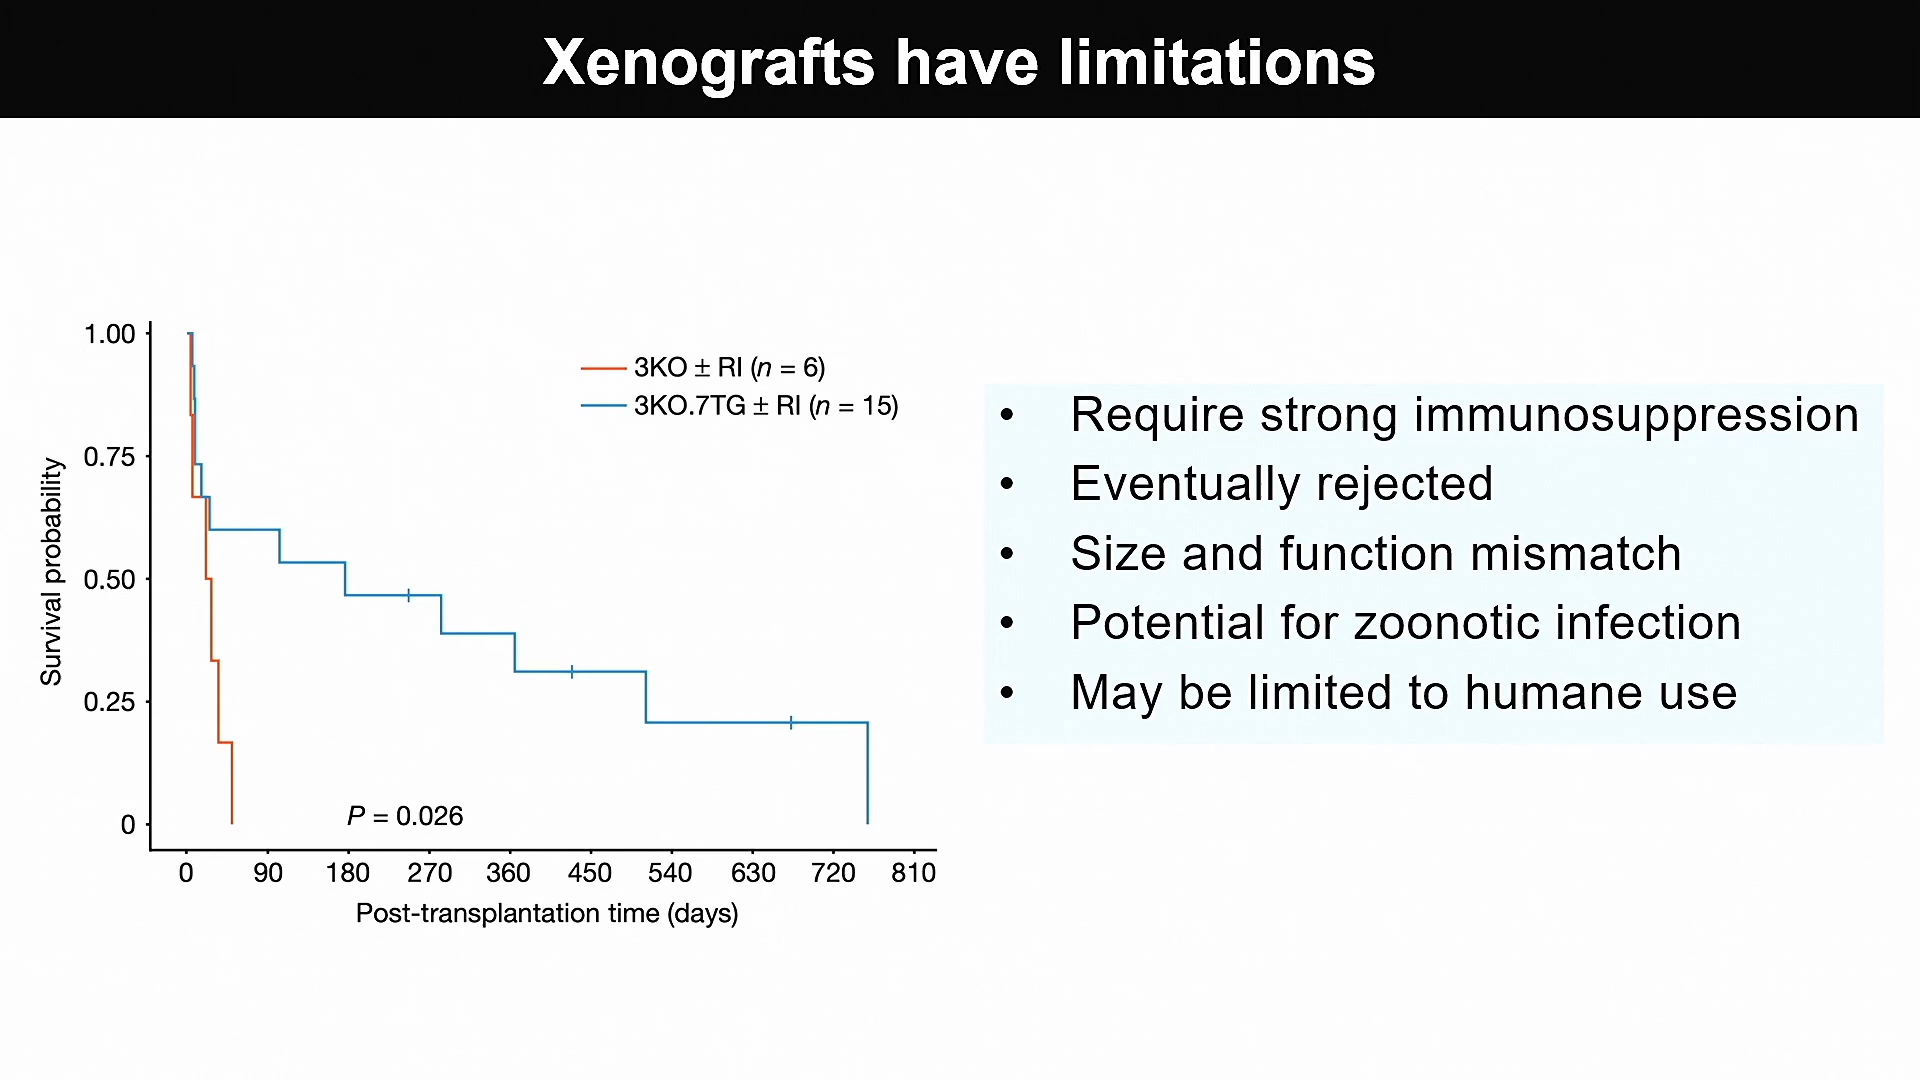 Xenografts have limitations
1.00
0.75
0.50
0.25
0
Survival probability
3KO ± RI (n = 6)
3KO.7TG ± RI (n = 15)
P = 0.026
0 90 180 270 360 450 540 630 720 810
Post-transplantation time (days)
• Require strong immunosuppression
• Eventually rejected
• Size and function mismatch
• Potential for zoonotic infection
• May be limited to humane use